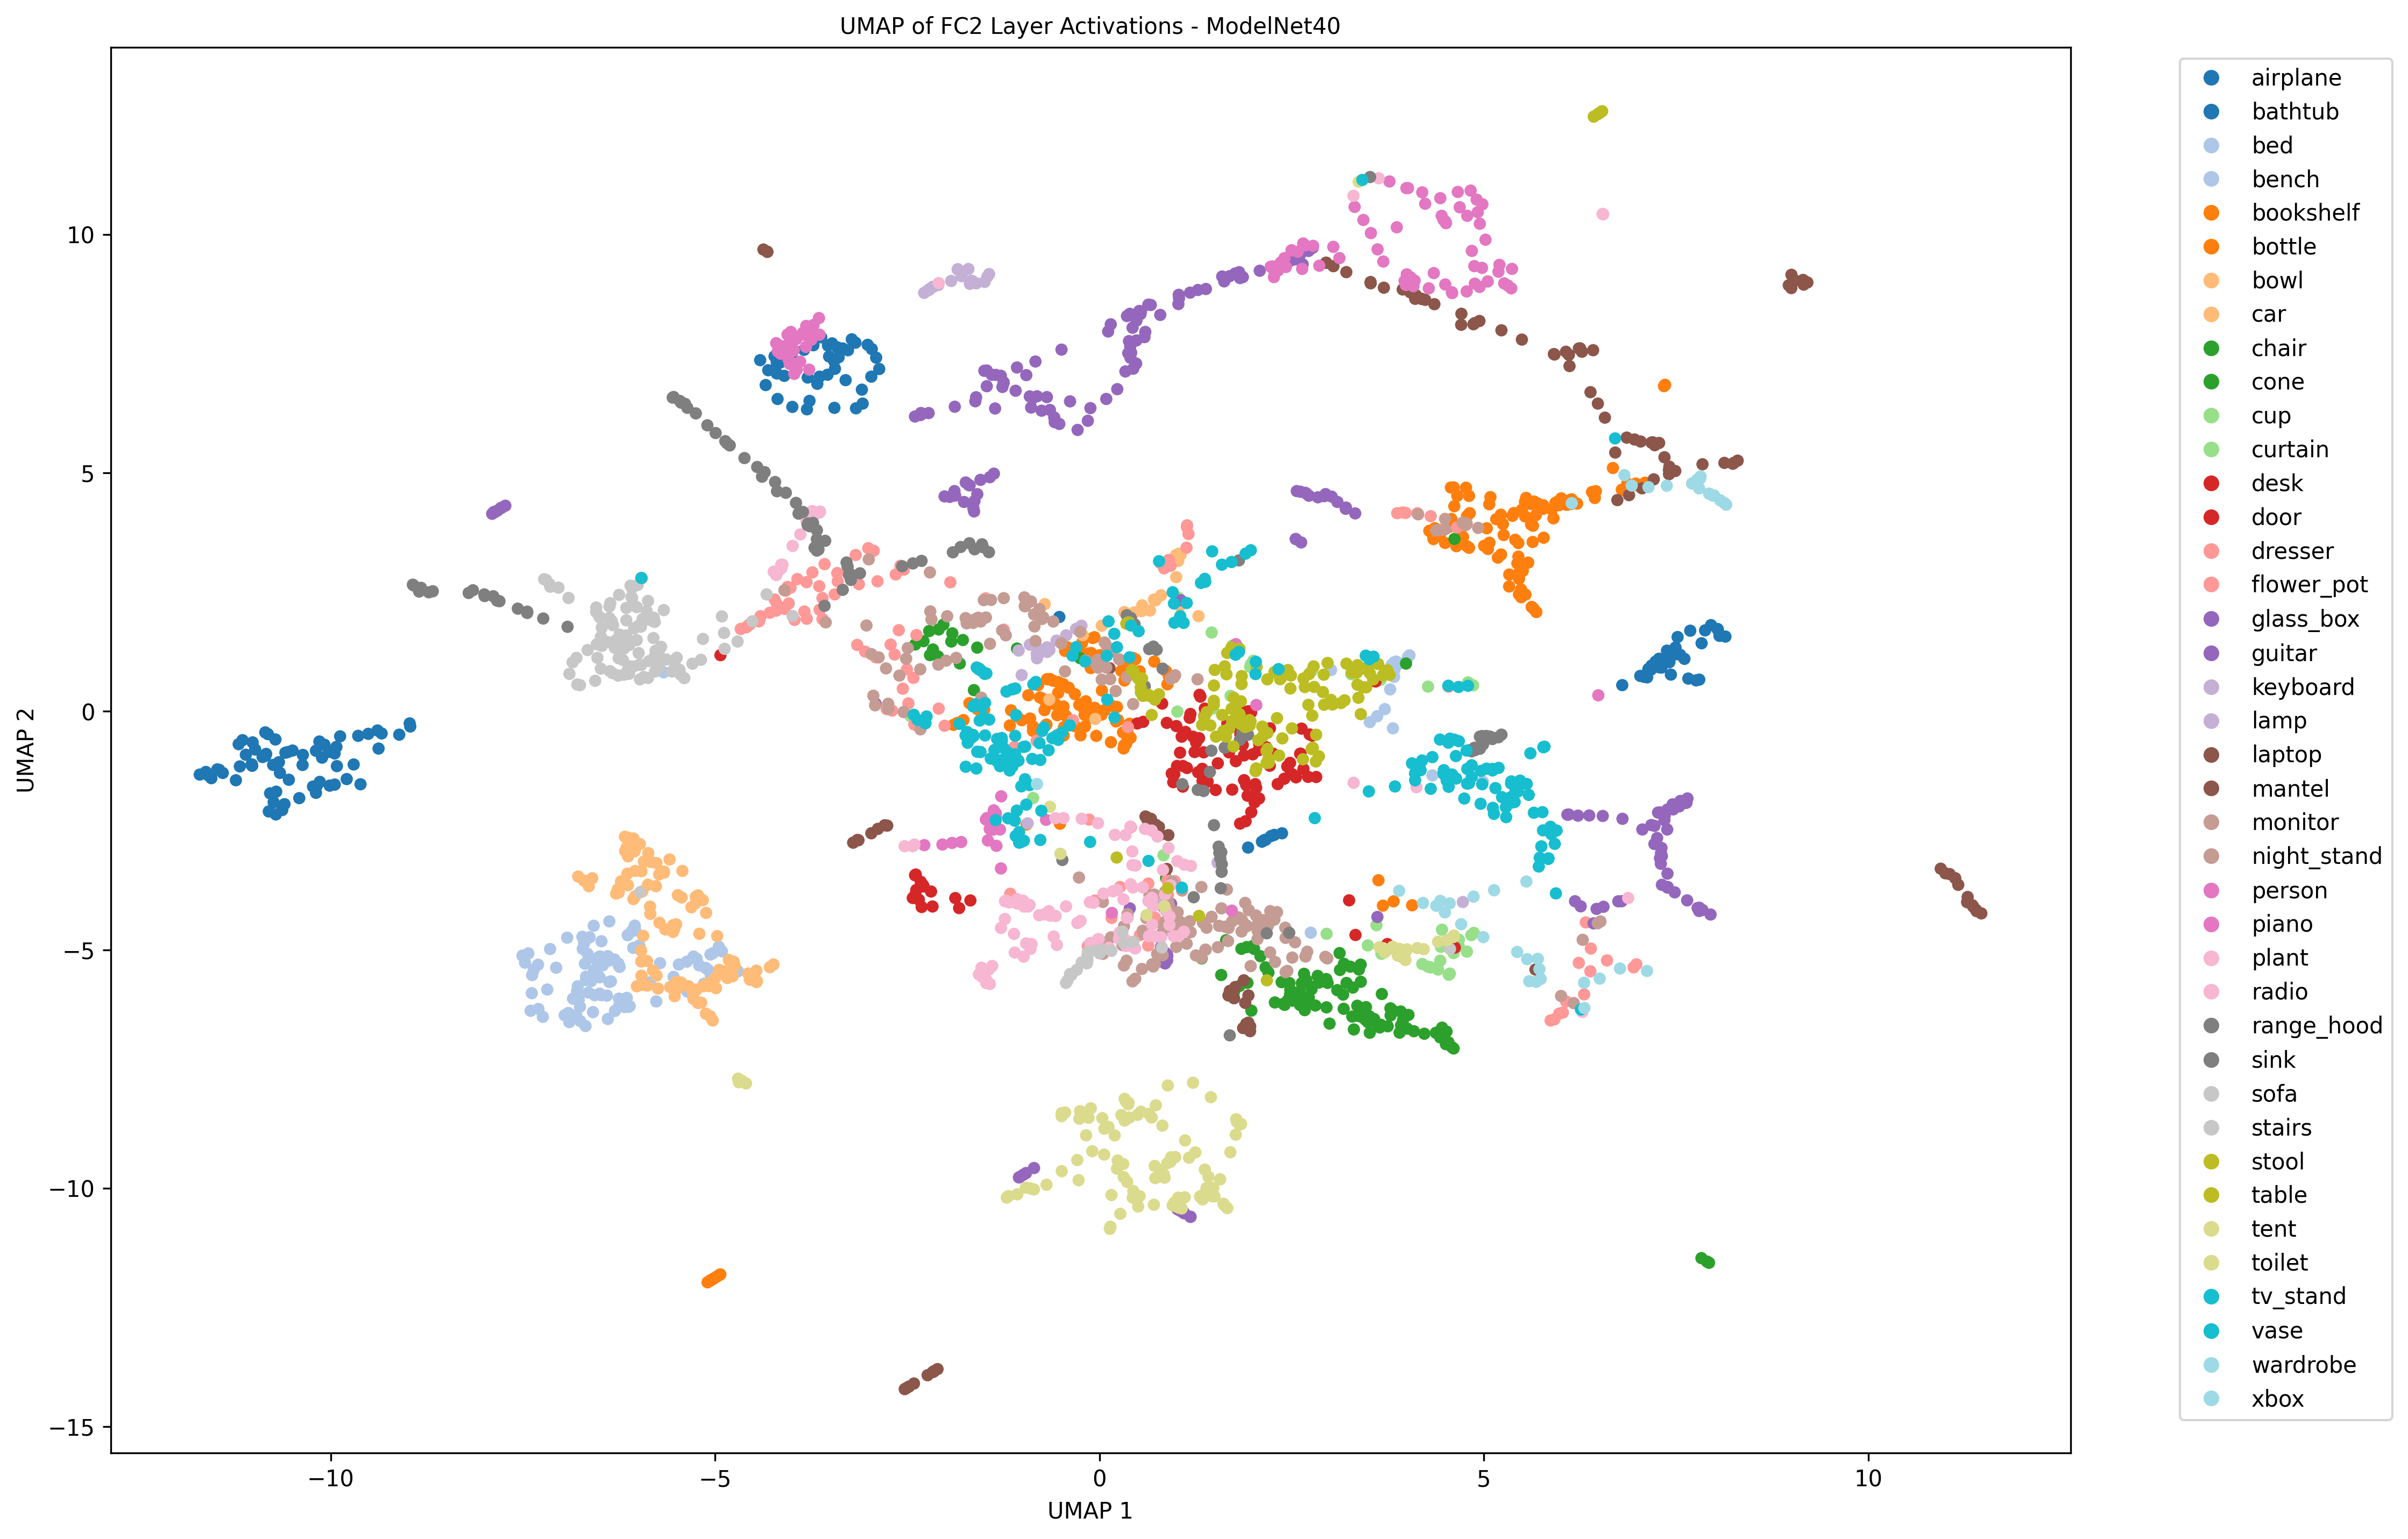 UMAP of FC2 Layer Activations - ModelNet40
10
5
0
−5
−10
−15
UMAP 2
−10
−5
0
5
10
UMAP 1
airplane
bathtub
bed
bench
bookshelf
bottle
bowl
car
chair
cone
cup
curtain
desk
door
dresser
flower_pot
glass_box
guitar
keyboard
lamp
laptop
mantel
monitor
night_stand
person
piano
plant
radio
range_hood
sink
sofa
stairs
stool
table
tent
toilet
tv_stand
vase
wardrobe
xbox